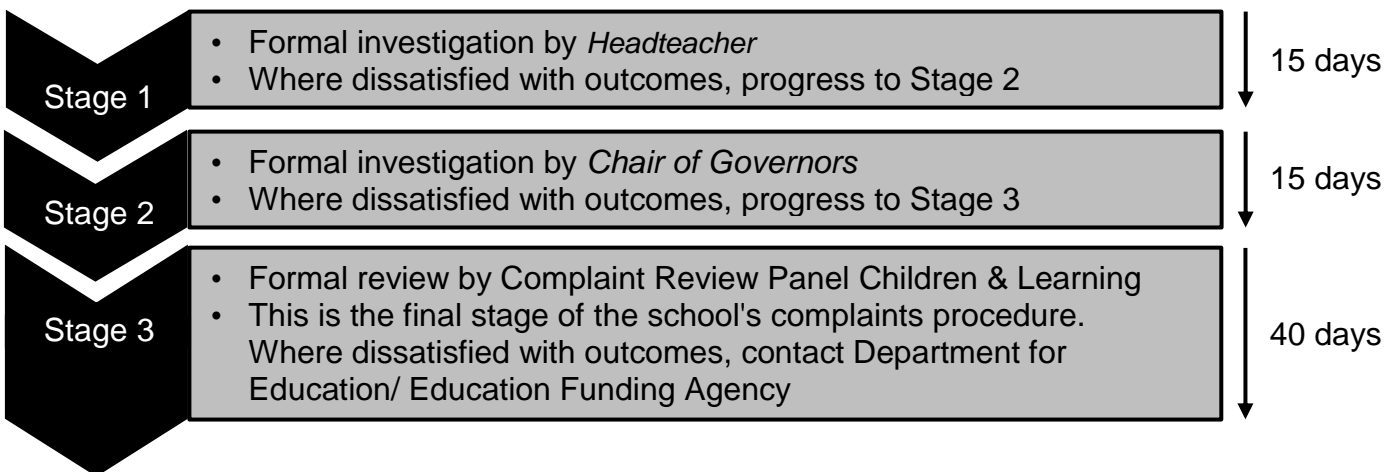 Stage 1
• Formal investigation by Headteacher
• Where dissatisfied with outcomes, progress to Stage 2
15 days
Stage 2
• Formal investigation by Chair of Governors
• Where dissatisfied with outcomes, progress to Stage 3
15 days
Stage 3
• Formal review by Complaint Review Panel Children & Learning
• This is the final stage of the school's complaints procedure.
Where dissatisfied with outcomes, contact Department for
Education/ Education Funding Agency
40 days